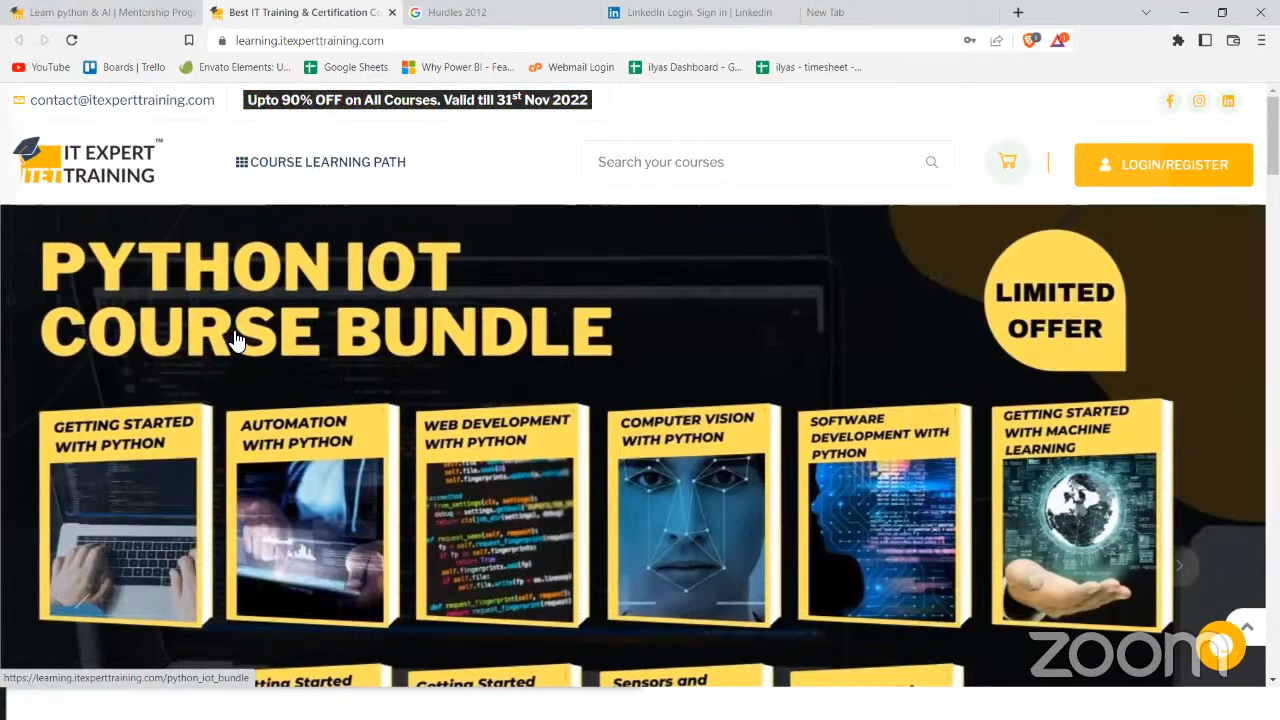 Learn python & AI | Mentorship Prog
Best IT Training & Certification Co
Hurdles 2012
LinkedIn Login, Sign in | LinkedIn
New Tab
learning.itexperttraining.com
YouTube
Boards | Trello
Envato Elements: U...
Google Sheets
Why Power BI - Fea...
Webmail Login
ilyas Dashboard - G...
ilyas - timesheet -...
contact@itexperttraining.com
Upto 90% OFF on All Courses. Valid till 31st Nov 2022
IT EXPERT™
ITET TRAINING
COURSE LEARNING PATH
Search your courses
LOGIN/REGISTER
PYTHON IOT
COURSE BUNDLE
LIMITED
OFFER
GETTING STARTED
WITH PYTHON
AUTOMATION
WITH PYTHON
WEB DEVELOPMENT
WITH PYTHON
COMPUTER VISION
WITH PYTHON
SOFTWARE
DEVELOPMENT WITH
PYTHON
GETTING STARTED
WITH MACHINE
LEARNING
Getting Started
Sensors and
https://learning.itexperttraining.com/python_iot_bundle
zoom